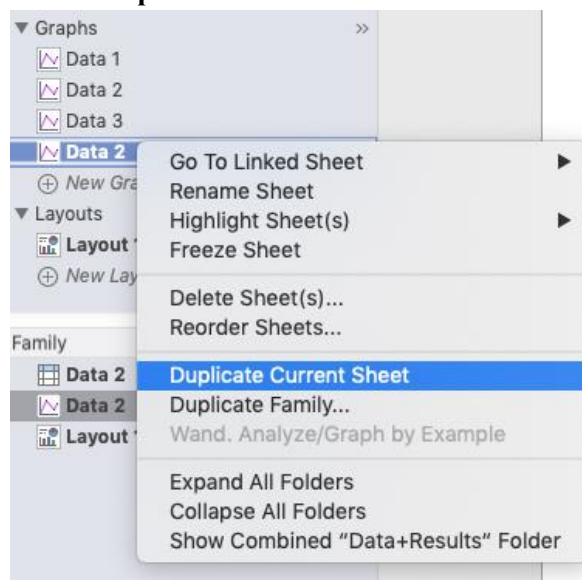 Graphs »
Data 1
Data 2
Data 3
Data 2
New Gra
Layouts
Layout 1
New Lay
Family
Data 2
Data 2
Layout 1
Go To Linked Sheet
Rename Sheet
Highlight Sheet(s)
Freeze Sheet
Delete Sheet(s)...
Reorder Sheets...
Duplicate Current Sheet
Duplicate Family...
Wand. Analyze/Graph by Example
Expand All Folders
Collapse All Folders
Show Combined “Data+Results” Folder